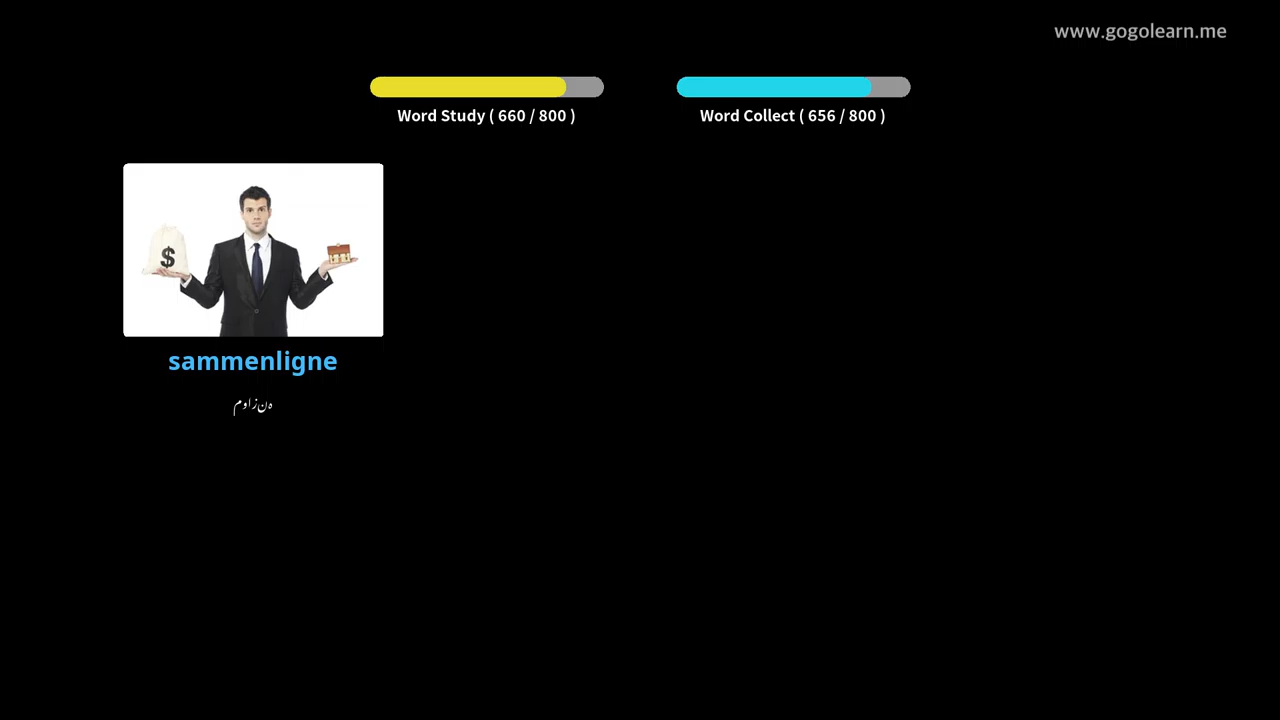 www.gogolearn.me
Word Study ( 660 / 800 )
Word Collect ( 656 / 800 )
$
sammenligne
موازنہ